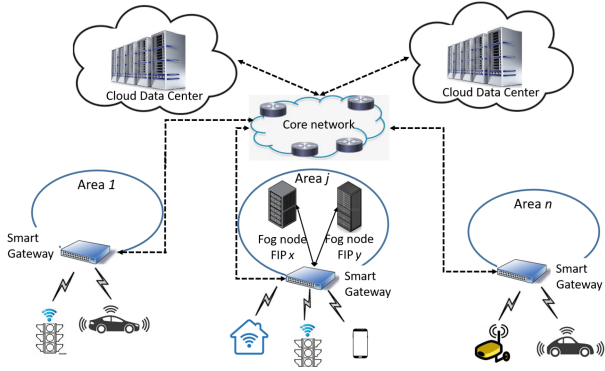 Cloud Data Center
Cloud Data Center
Core network
Area 1
Area j
Area n
Smart
Gateway
Fog node
FIP x
Fog node
FIP y
Smart
Gateway
Smart
Gateway